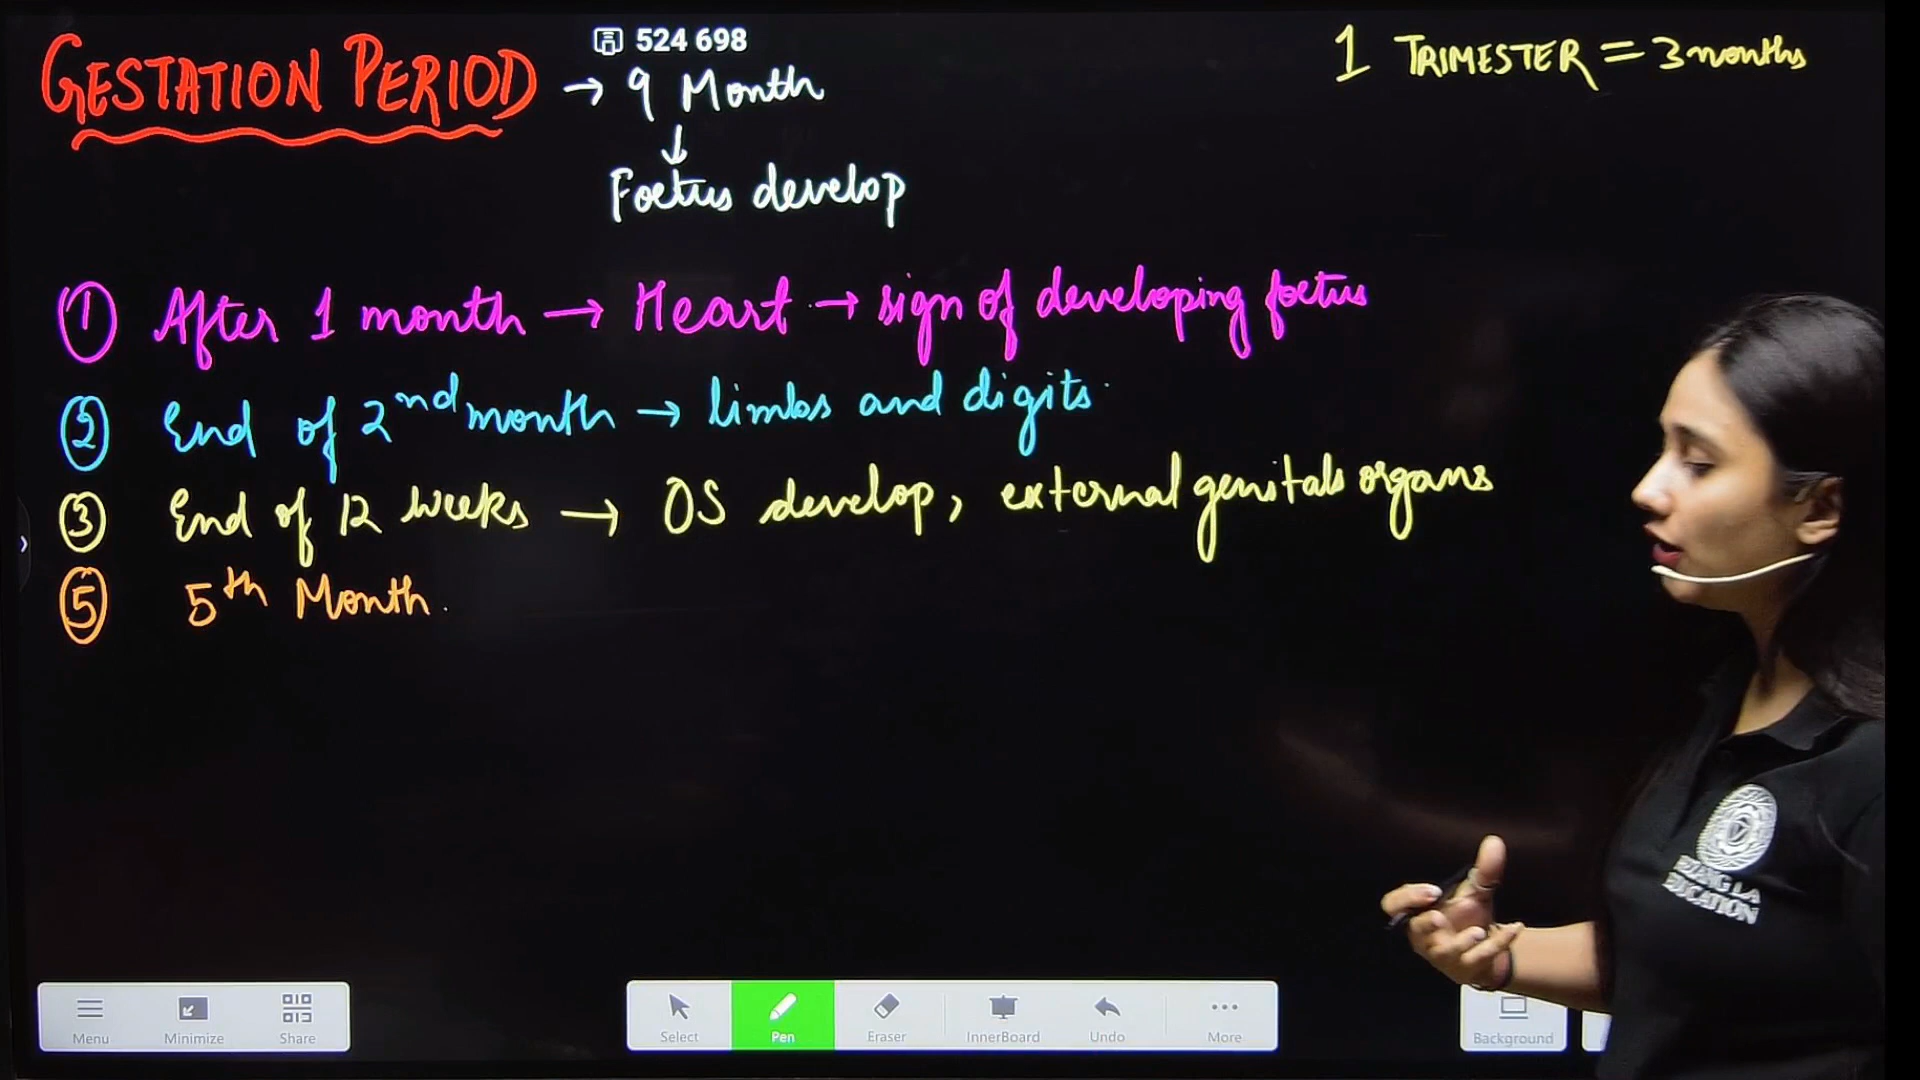 GESTATION PERIOD → 9 Month
524 698
1 TRIMESTER = 3 months
↓
Foetus develop
① After 1 month → Heart → sign of developing foetus
② End of 2nd month → limbs and digits
③ End of 12 weeks → OS develop, external genitals organs
⑤ 5th Month.
EDUCATION
Menu
Minimize
Share
Select
Pen
Eraser
InnerBoard
Undo
More
Background